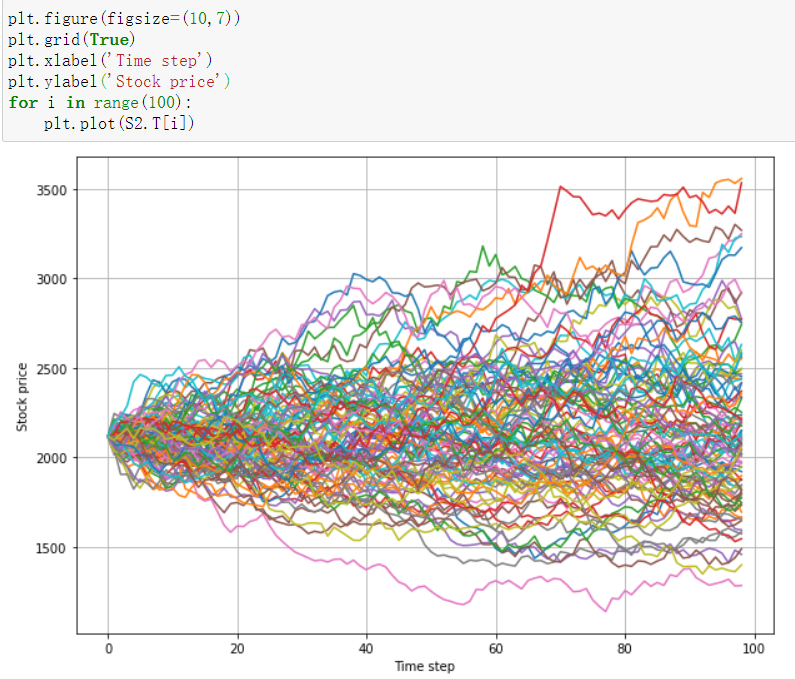 plt.figure(figsize=(10,7))
plt.grid(True)
plt.xlabel('Time step')
plt.ylabel('Stock price')
for i in range(100):
    plt.plot(S2.T[i])
3500
3000
2500
2000
1500
Stock price
0 20 40 60 80 100
Time step